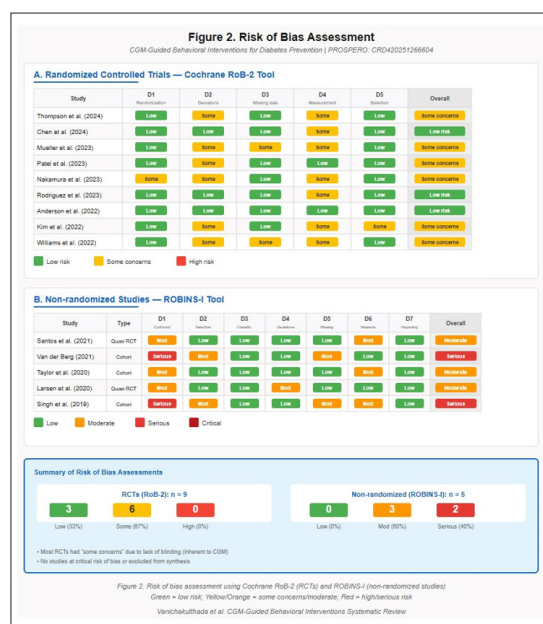 Figure 2. Risk of Bias Assessment
CGM-Guided Behavioral Interventions for Diabetes Prevention | PROSPERO: CRD420251266604
A. Randomized Controlled Trials — Cochrane RoB-2 Tool
Study D1 D2 D3 D4 D5 Overall
Randomization Deviations Missing data Measurement Selection
Thompson et al. (2024) Low Some Low Some Low Some concerns
Chen et al. (2024) Low Low Low Some Low Low risk
Mueller et al. (2023) Low Some Some Some Low Some concerns
Patel et al. (2023) Low Some Low Low Low Some concerns
Nakamura et al. (2023) Some Some Low Some Low Some concerns
Rodriguez et al. (2023) Low Low Low Some Low Low risk
Anderson et al. (2022) Low Low Low Low Low Low risk
Kim et al. (2022) Low Some Low Some Some Some concerns
Williams et al. (2022) Low Some Some Some Low Some concerns
Low risk Some concerns High risk
B. Non-randomized Studies — ROBINS-I Tool
Study Type D1 D2 D3 D4 D5 D6 D7 Overall
Confound Selection Classific Deviations Missing Measure Reporting
Santos et al. (2021) Quasi-RCT Mod Low Low Low Low Mod Low Moderate
Van der Berg (2021) Cohort Serious Mod Low Low Mod Low Low Serious
Taylor et al. (2020) Cohort Mod Low Low Low Low Mod Low Moderate
Larsen et al. (2020) Quasi-RCT Mod Low Low Mod Low Low Low Moderate
Singh et al. (2019) Cohort Serious Mod Low Low Mod Mod Low Serious
Low Moderate Serious Critical
Summary of Risk of Bias Assessments
RCTs (RoB-2): n = 9 Non-randomized (ROBINS-I): n = 5
3 6 0 0 3 2
Low (33%) Some (67%) High (0%) Low (0%) Mod (60%) Serious (40%)
• Most RCTs had "some concerns" due to lack of blinding (inherent to CGM)
• No studies at critical risk of bias or excluded from synthesis
Figure 2. Risk of bias assessment using Cochrane RoB-2 (RCTs) and ROBINS-I (non-randomized studies)
Green = low risk; Yellow/Orange = some concerns/moderate; Red = high/serious risk
Vanichakulthada et al. CGM-Guided Behavioral Interventions Systematic Review